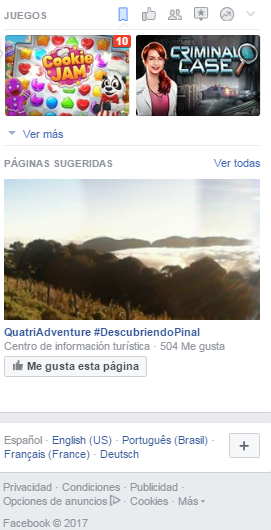 JUEGOS
10
COOKIE JAM
CRIMINAL CASE
Ver más
PÁGINAS SUGERIDAS
Ver todas
QuatriAdventure #DescubriendoPinal
Centro de información turística · 504 Me gusta
Me gusta esta página
Español · English (US) · Português (Brasil) ·
Français (France) · Deutsch
+
Privacidad · Condiciones · Publicidad ·
Opciones de anuncios · Cookies · Más
Facebook © 2017